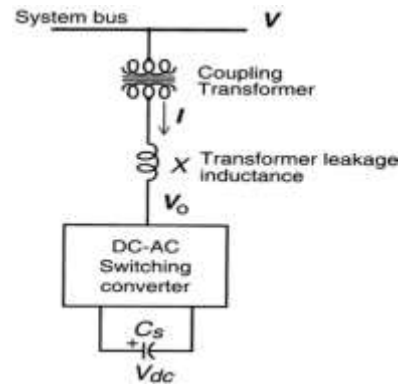 System bus
V
Coupling
Transformer
I
X
Transformer leakage
inductance
Vo
DC-AC
Switching
converter
Cs
+
Vdc